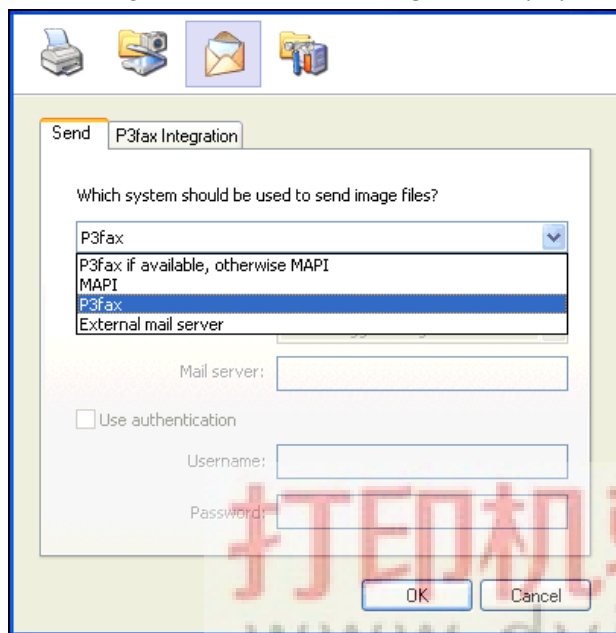 Send
P3fax Integration
Which system should be used to send image files?
P3fax
P3fax if available, otherwise MAPI
MAPI
P3fax
External mail server
Mail server:
Use authentication
Username:
Password:
打印机
OK
Cancel